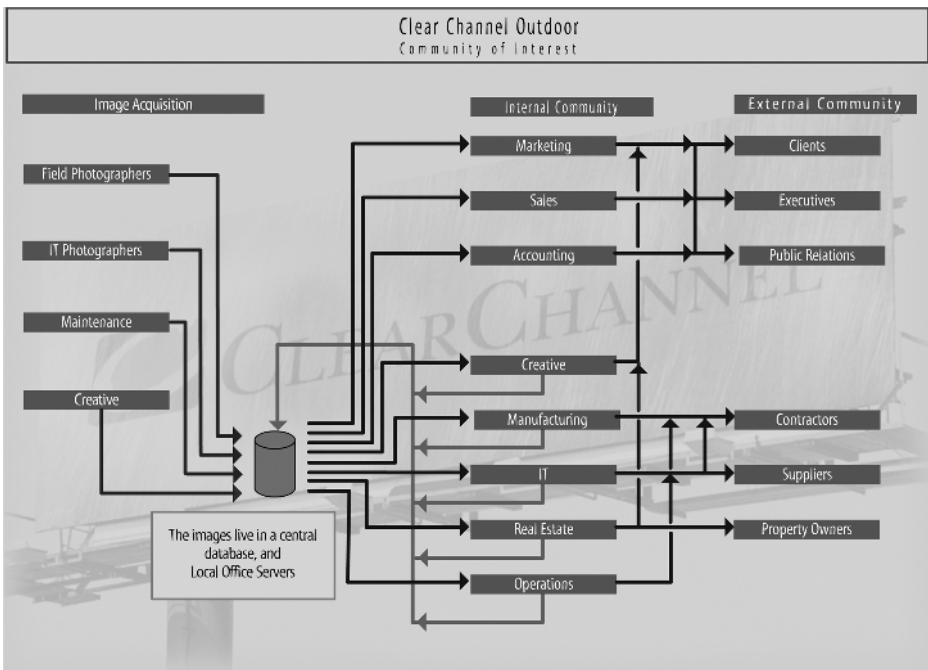 Clear Channel Outdoor
Community of Interest
Image Acquisition
Internal Community
External Community
Field Photographers
IT Photographers
Maintenance
Creative
The images live in a central
database, and
Local Office Servers
Marketing
Sales
Accounting
Creative
Manufacturing
IT
Real Estate
Operations
Clients
Executives
Public Relations
Contractors
Suppliers
Property Owners
CLEARCHANNEL